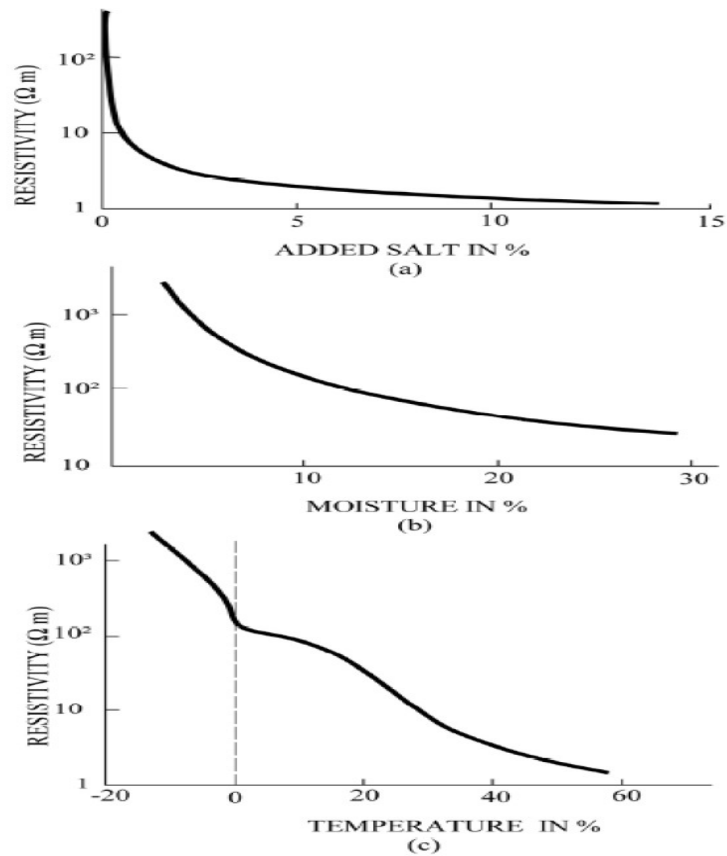 RESISTIVITY (Ω m)
10²
10
1
0 5 10 15
ADDED SALT IN %
(a)
RESISTIVITY (Ω m)
10³
10²
10
10 20 30
MOISTURE IN %
(b)
RESISTIVITY (Ω m)
10³
10²
10
1
-20 0 20 40 60
TEMPERATURE IN %
(c)